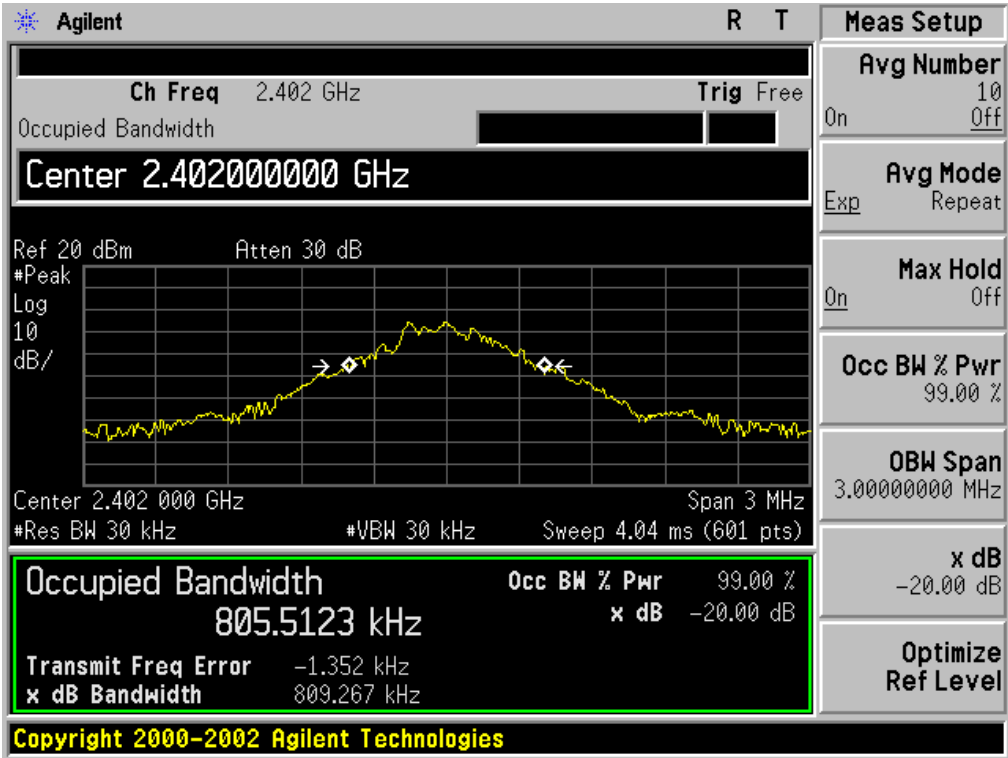 Agilent R T
Ch Freq 2.402 GHz Trig Free
Occupied Bandwidth
Center 2.402000000 GHz
Ref 20 dBm Atten 30 dB
#Peak
Log
10
dB/
Center 2.402 000 GHz Span 3 MHz
#Res BW 30 kHz #VBW 30 kHz Sweep 4.04 ms (601 pts)
Occupied Bandwidth Occ BW % Pwr 99.00 %
805.5123 kHz x dB -20.00 dB
Transmit Freq Error -1.352 kHz
x dB Bandwidth 809.267 kHz
Copyright 2000-2002 Agilent Technologies
Meas Setup
Avg Number
10
On Off
Avg Mode
Exp Repeat
Max Hold
On Off
Occ BW % Pwr
99.00 %
OBW Span
3.00000000 MHz
x dB
-20.00 dB
Optimize
Ref Level